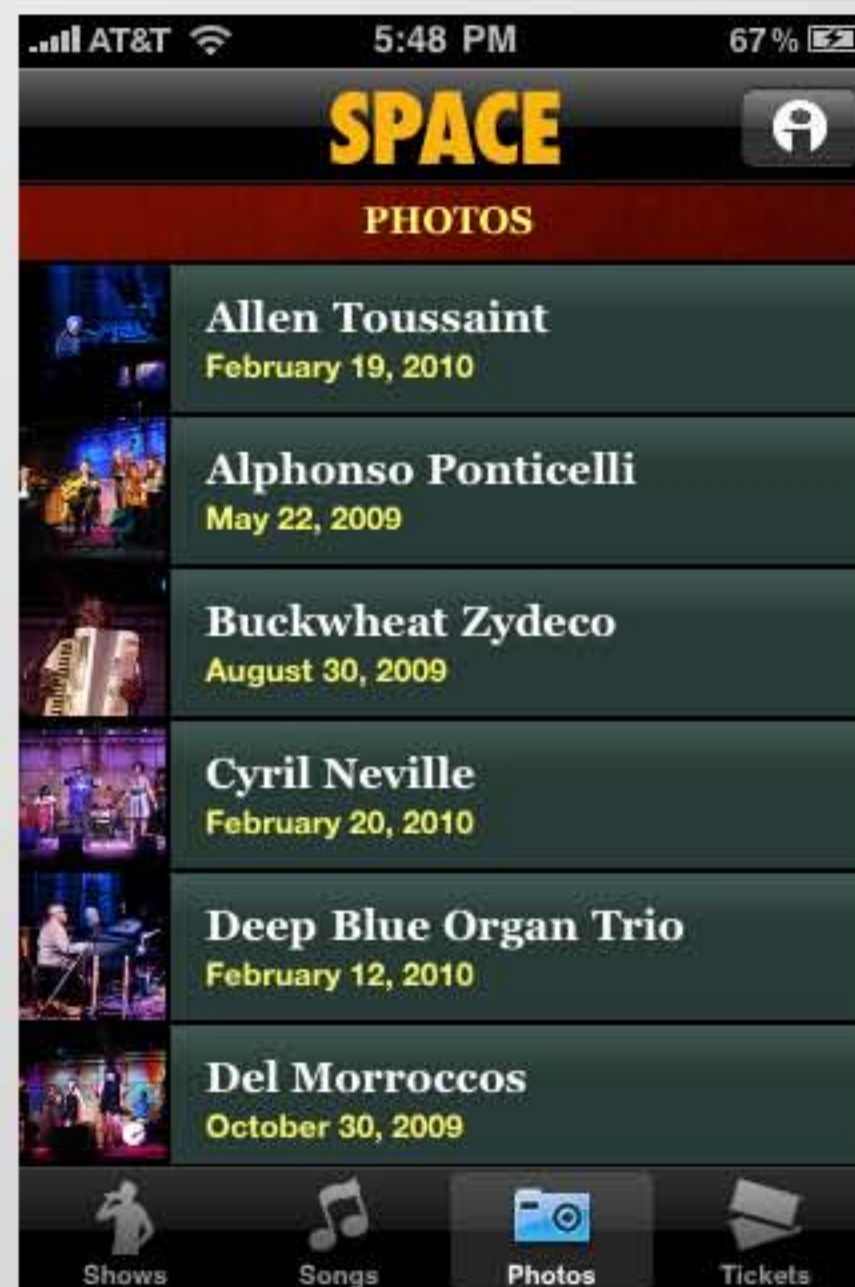 AT&T 5:48 PM 67%
SPACE
PHOTOS
Allen Toussaint
February 19, 2010
Alphonso Ponticelli
May 22, 2009
Buckwheat Zydeco
August 30, 2009
Cyril Neville
February 20, 2010
Deep Blue Organ Trio
February 12, 2010
Del Morroccos
October 30, 2009
Shows Songs Photos Tickets